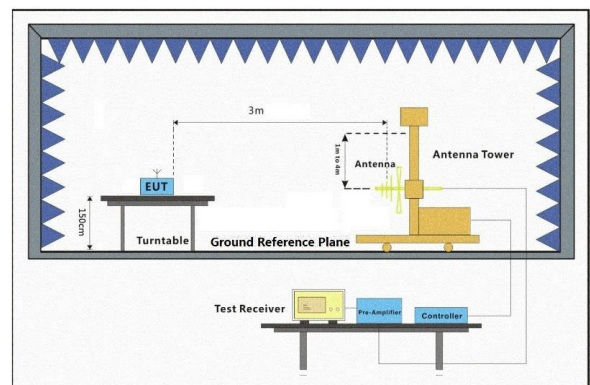 3m
1m to 4m
Antenna
Antenna Tower
EUT
150cm
Turntable
Ground Reference Plane
Test Receiver
Pre-Amplifier
Controller